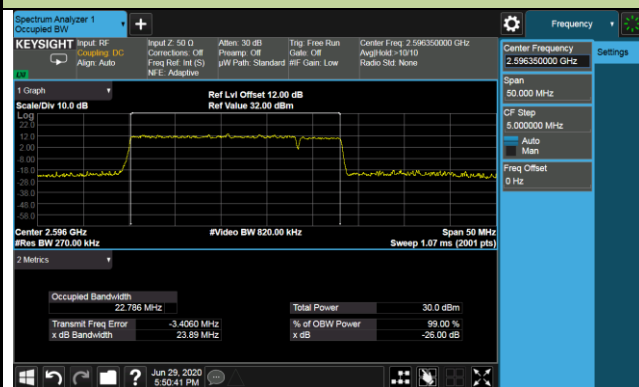 Spectrum Analyzer 1
Occupied BW
Frequency
KEYSIGHT
Input: RF
Coupling: DC
Align: Auto
Input Z: 50 Ω
Corrections: Off
Freq Ref: Int (S)
NFE: Adaptive
Atten: 30 dB
Preamp: Off
µW Path: Standard
Trig: Free Run
Gate: Off
#IF Gain: Low
Center Freq: 2.596350000 GHz
Avg|Hold:>10/10
Radio Std: None
LXI
Center Frequency
2.596350000 GHz
Settings
Span
50.000 MHz
CF Step
5.000000 MHz
Auto
Man
Freq Offset
0 Hz
1 Graph
Scale/Div 10.0 dB
Ref Lvl Offset 12.00 dB
Ref Value 32.00 dBm
Log
22.0
12.0
2.00
-8.00
-18.0
-28.0
-38.0
-48.0
-58.0
Center 2.596 GHz
#Video BW 820.00 kHz
Span 50 MHz
#Res BW 270.00 kHz
Sweep 1.07 ms (2001 pts)
2 Metrics
Occupied Bandwidth
22.786 MHz
Total Power
30.0 dBm
Transmit Freq Error
-3.4060 MHz
% of OBW Power
99.00 %
x dB Bandwidth
23.89 MHz
x dB
-26.00 dB
?
Jun 29, 2020
5:50:41 PM